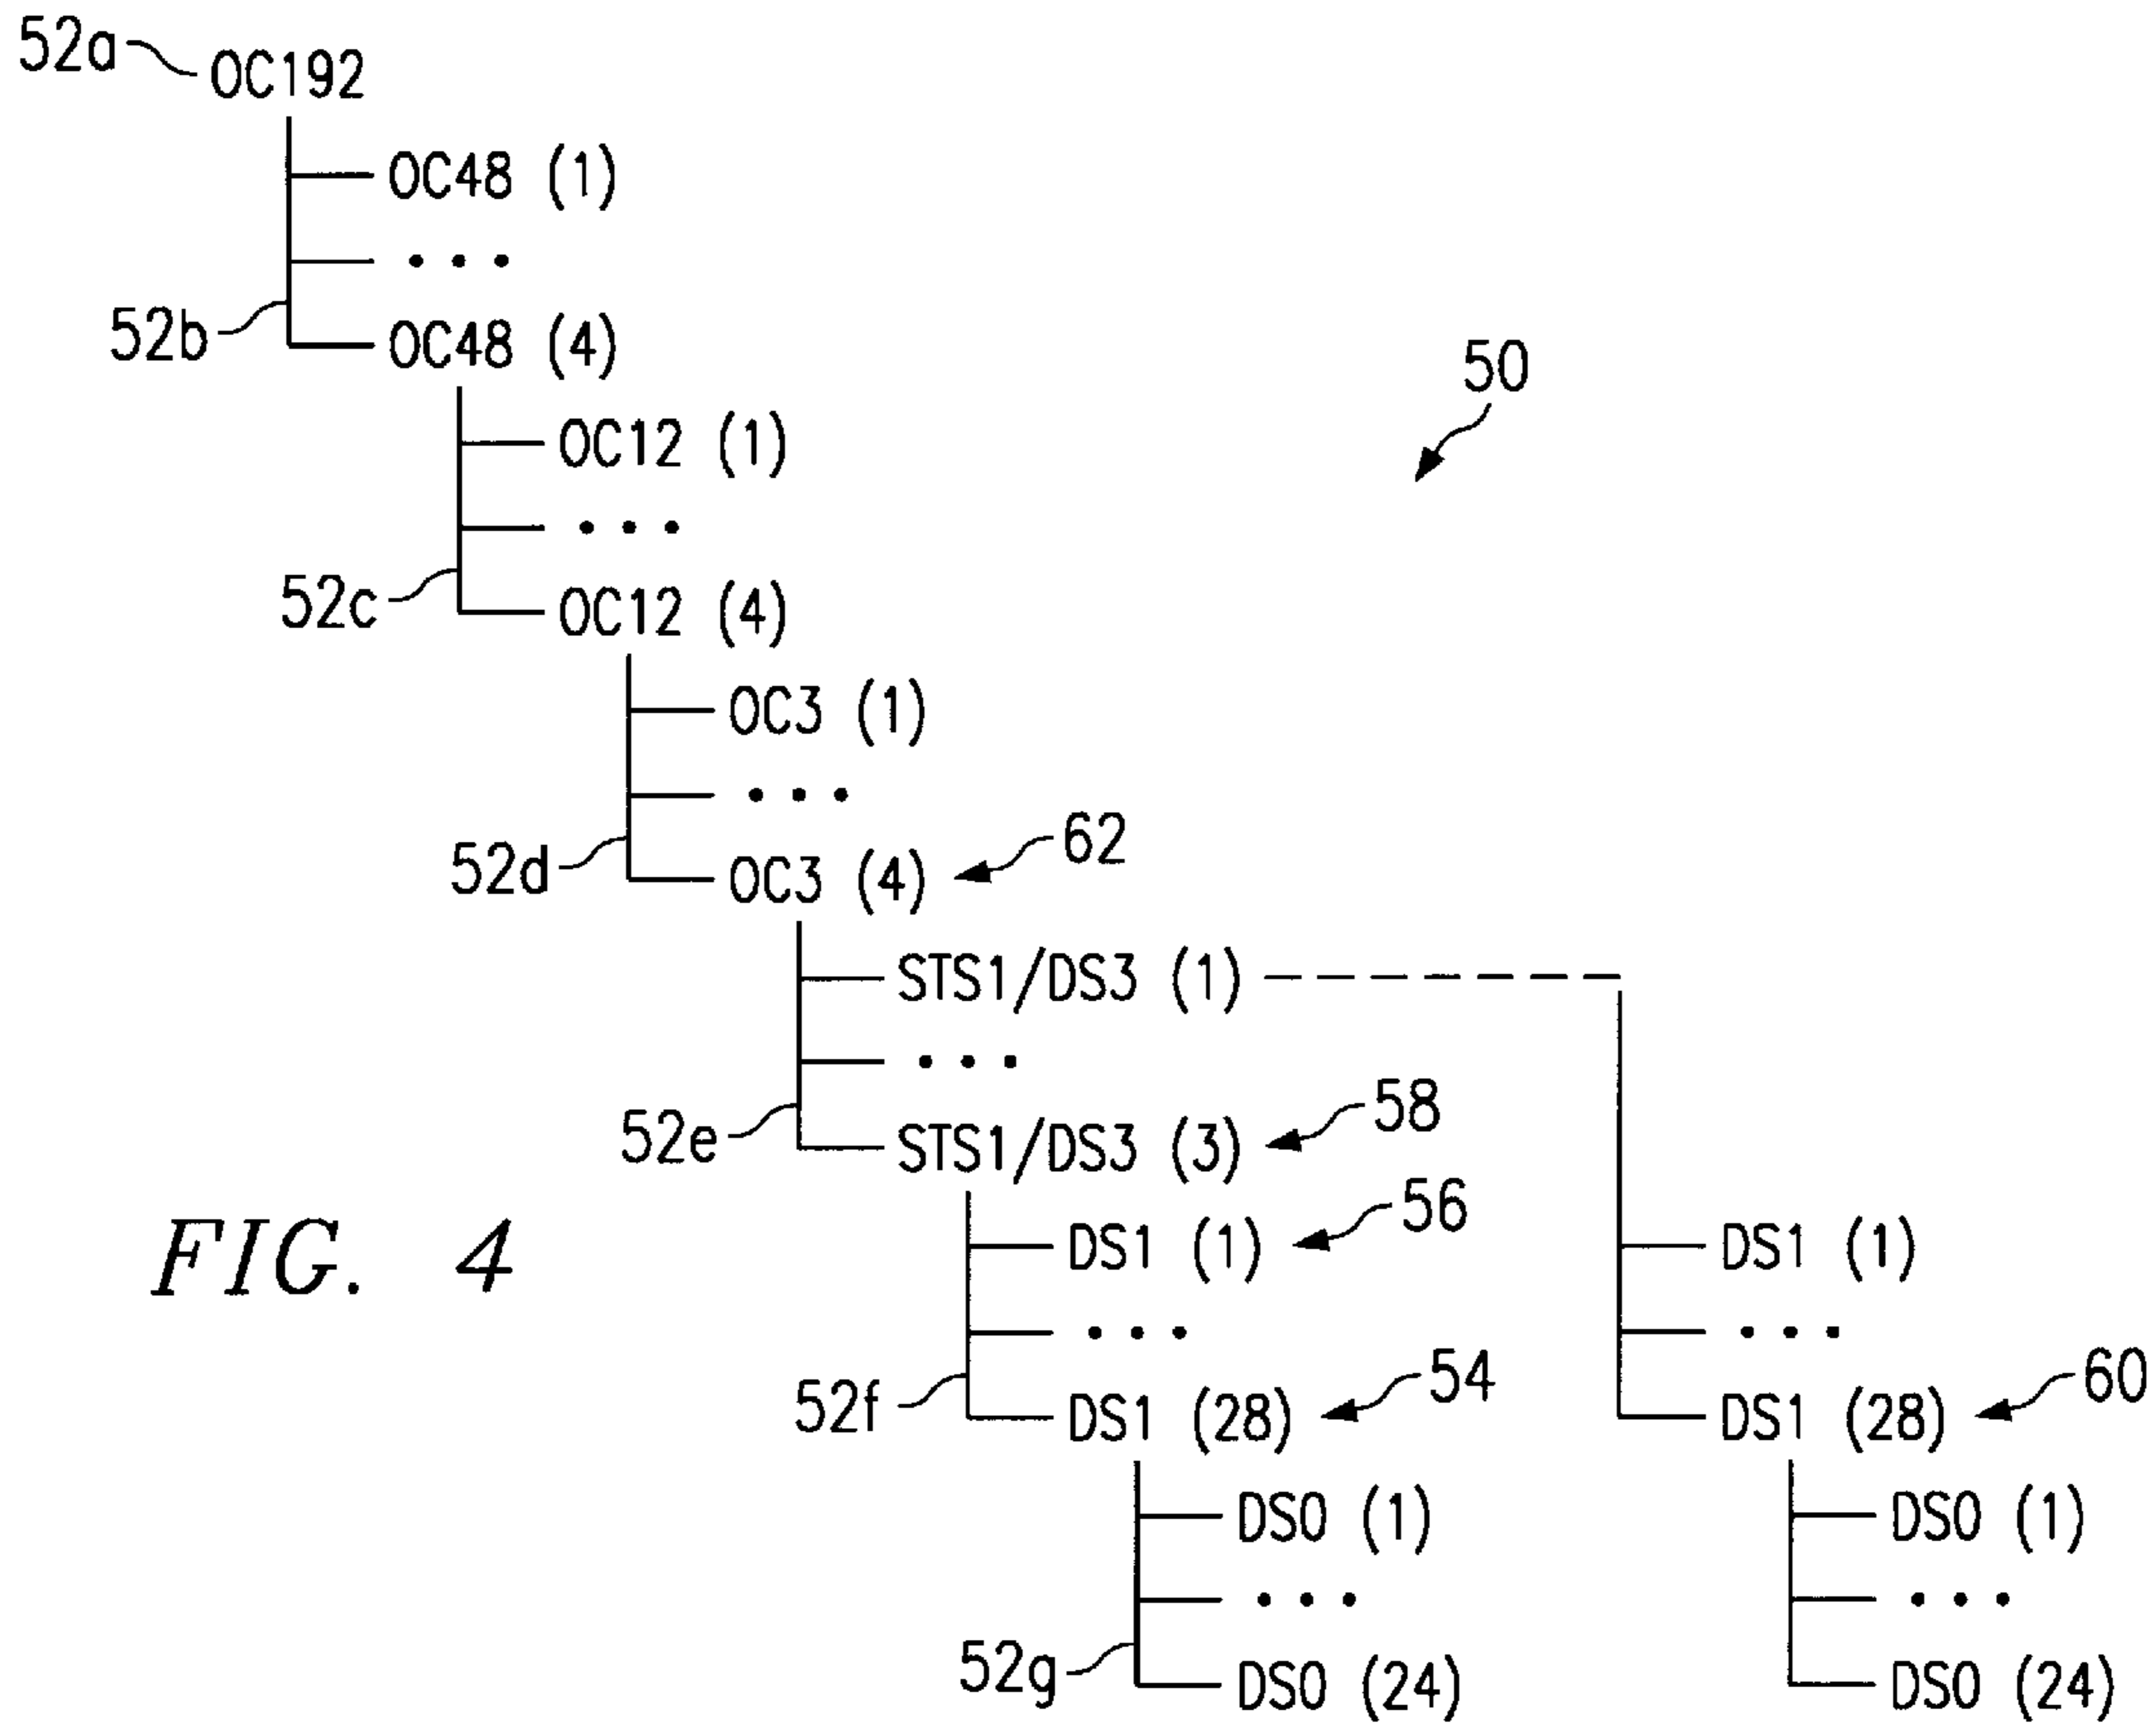 52a OC192
OC48 (1)
• • •
52b OC48 (4)
50
OC12 (1)
• • •
52c OC12 (4)
OC3 (1)
• • •
62
52d OC3 (4)
STS1/DS3 (1)
• • •
58
52e STS1/DS3 (3)
56
FIG. 4
DS1 (1) DS1 (1)
• • • • • •
54 60
52f DS1 (28) DS1 (28)
DS0 (1) DS0 (1)
• • • • • •
52g DS0 (24) DS0 (24)